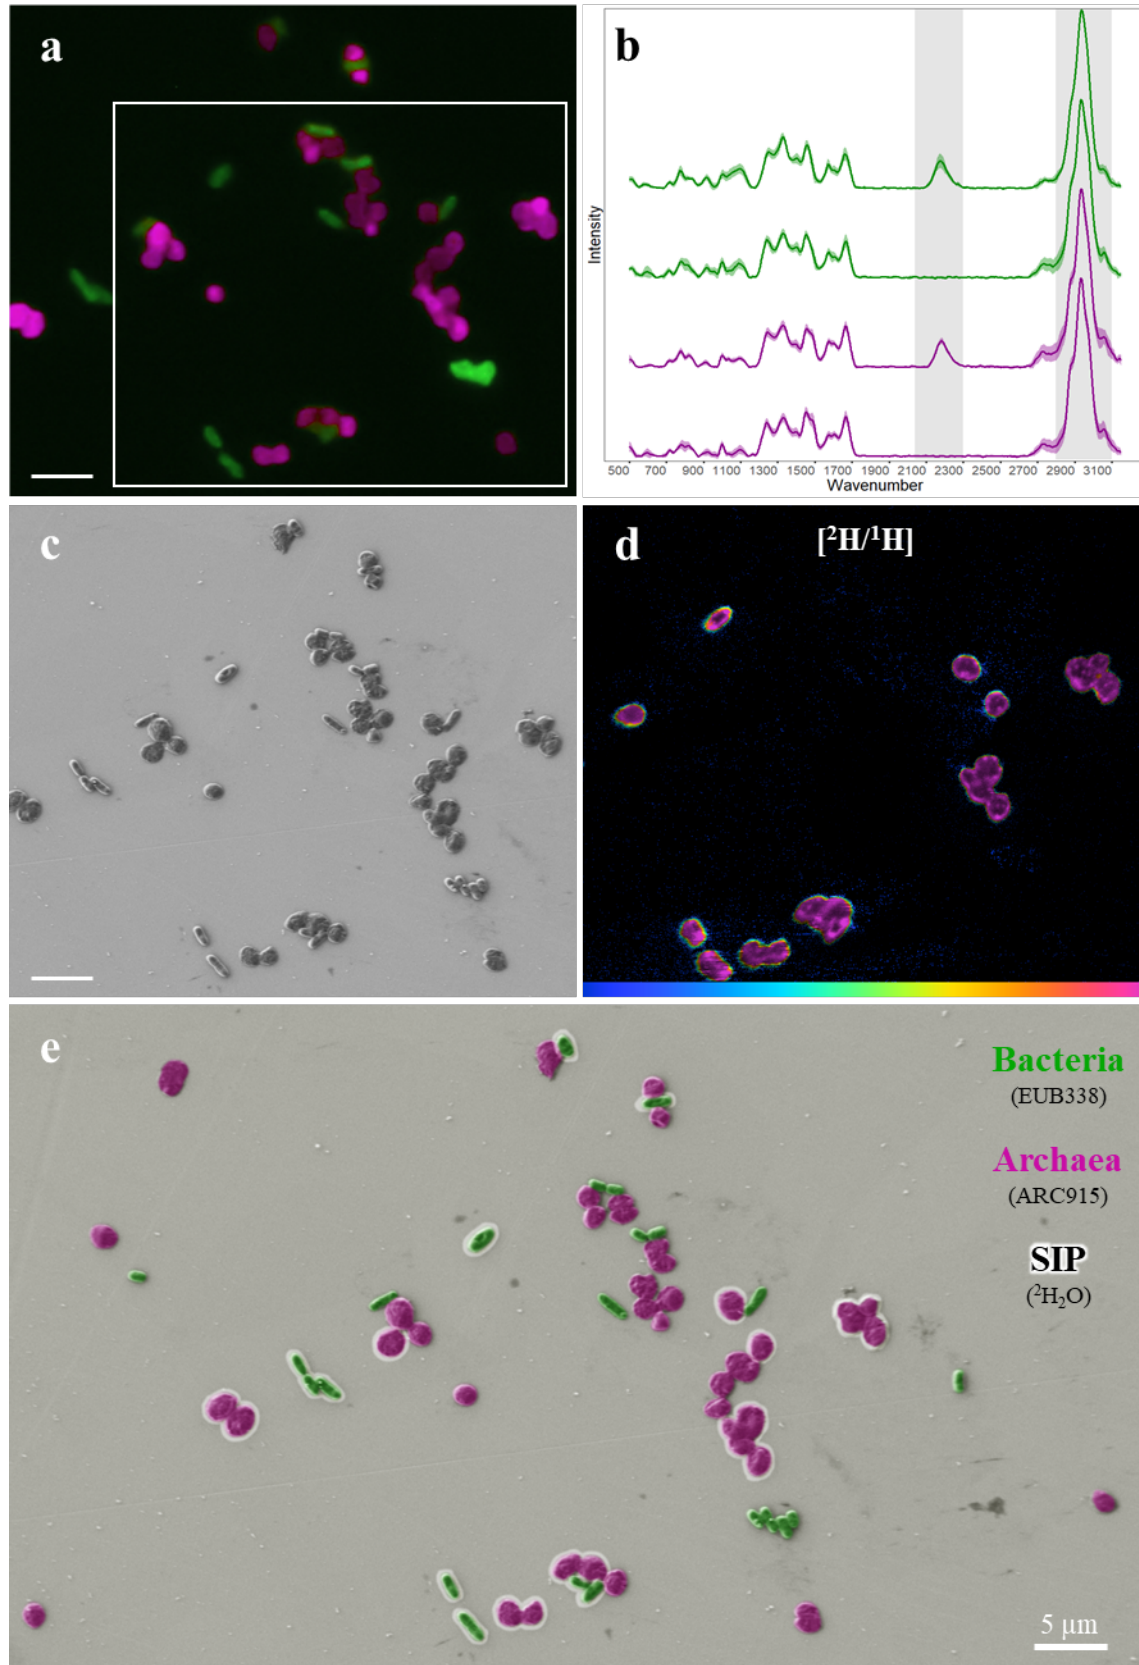 a
b
Intensity
500 700 900 1100 1300 1500 1700 1900 2100 2300 2500 2700 2900 3100
Wavenumber
c
d
[²H/¹H]
e
Bacteria
(EUB338)
Archaea
(ARC915)
SIP
(²H₂O)
5 µm